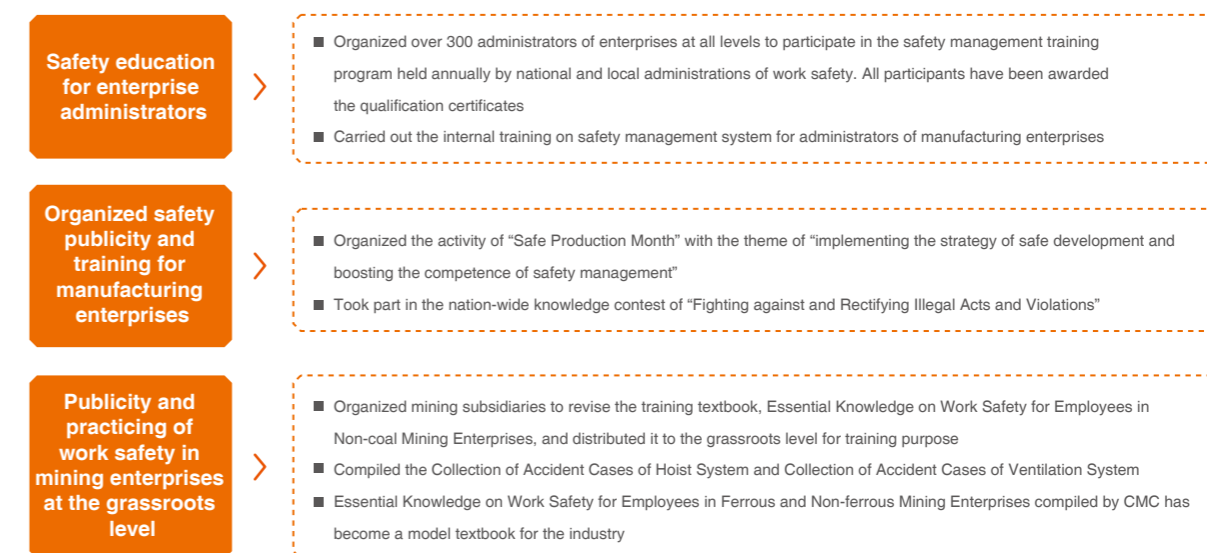 Safety education
for enterprise
administrators
■ Organized over 300 administrators of enterprises at all levels to participate in the safety management training
program held annually by national and local administrations of work safety. All participants have been awarded
the qualification certificates
■ Carried out the internal training on safety management system for administrators of manufacturing enterprises
Organized safety
publicity and
training for
manufacturing
enterprises
■ Organized the activity of “Safe Production Month” with the theme of “implementing the strategy of safe development and
boosting the competence of safety management”
■ Took part in the nation-wide knowledge contest of “Fighting against and Rectifying Illegal Acts and Violations”
Publicity and
practicing of
work safety in
mining enterprises
at the grassroots
level
■ Organized mining subsidiaries to revise the training textbook, Essential Knowledge on Work Safety for Employees in
Non-coal Mining Enterprises, and distributed it to the grassroots level for training purpose
■ Compiled the Collection of Accident Cases of Hoist System and Collection of Accident Cases of Ventilation System
■ Essential Knowledge on Work Safety for Employees in Ferrous and Non-ferrous Mining Enterprises compiled by CMC has
become a model textbook for the industry